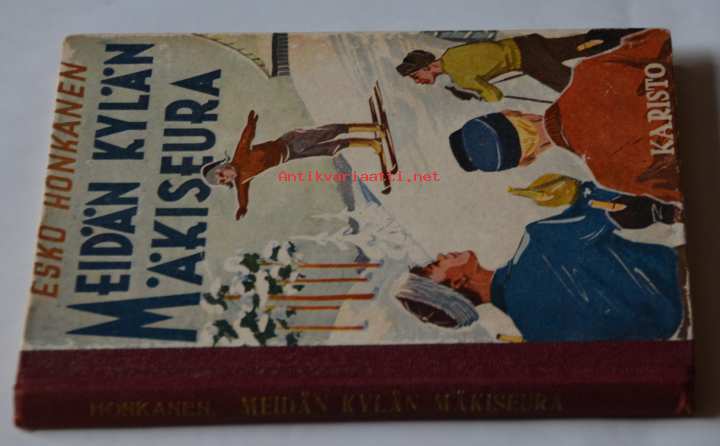 ESKO HONKANEN
MEIDÄN KYLÄN
MÄKISEURA
KARISTO
Antikvariaatti.net
HONKANEN, MEIDÄN KYLÄN MÄKISEURA